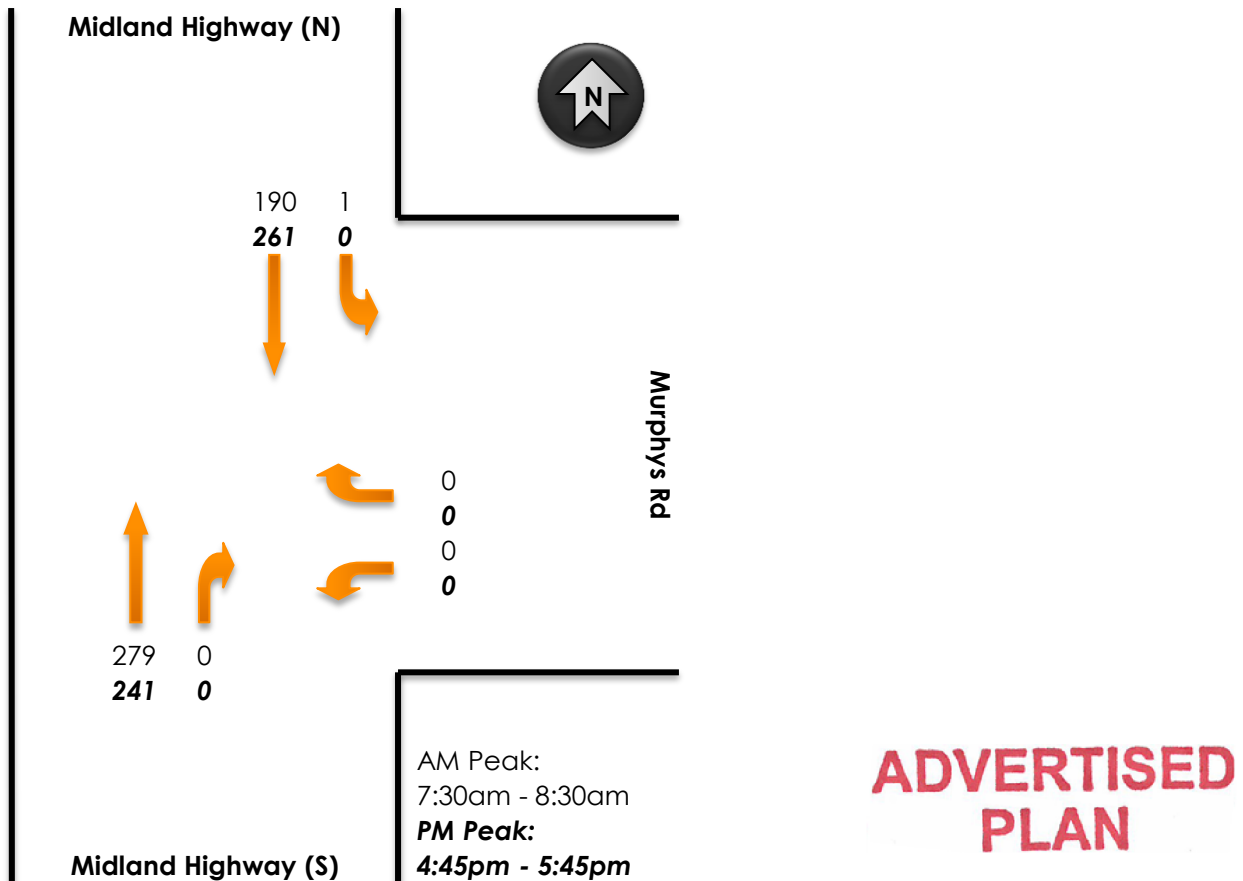 Midland Highway (N)
N
190 1
261 0
Murphys Rd
0
0
0
0
279 0
241 0
AM Peak:
7:30am - 8:30am
PM Peak:
4:45pm - 5:45pm
Midland Highway (S)
ADVERTISED
PLAN